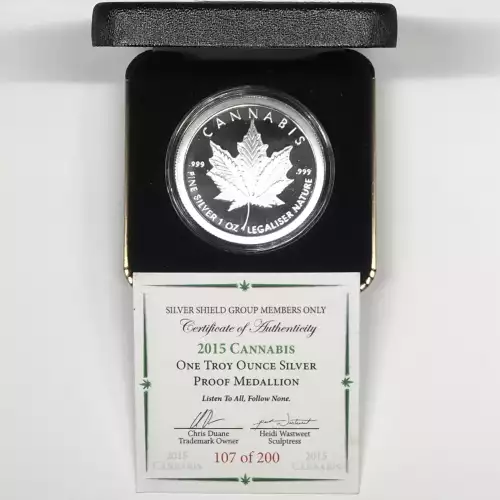 CANNABIS
.999 .999
FINE SILVER 1 OZ LEGALISER NATURE
SILVER SHIELD GROUP MEMBERS ONLY
Certificate of Authenticity
2015 CANNABIS
ONE TROY OUNCE SILVER
PROOF MEDALLION
Listen To All, Follow None.
Chris Duane Heidi Wastweet
Trademark Owner Sculptress
2015 107 of 200 2015
CANNABIS CANNABIS